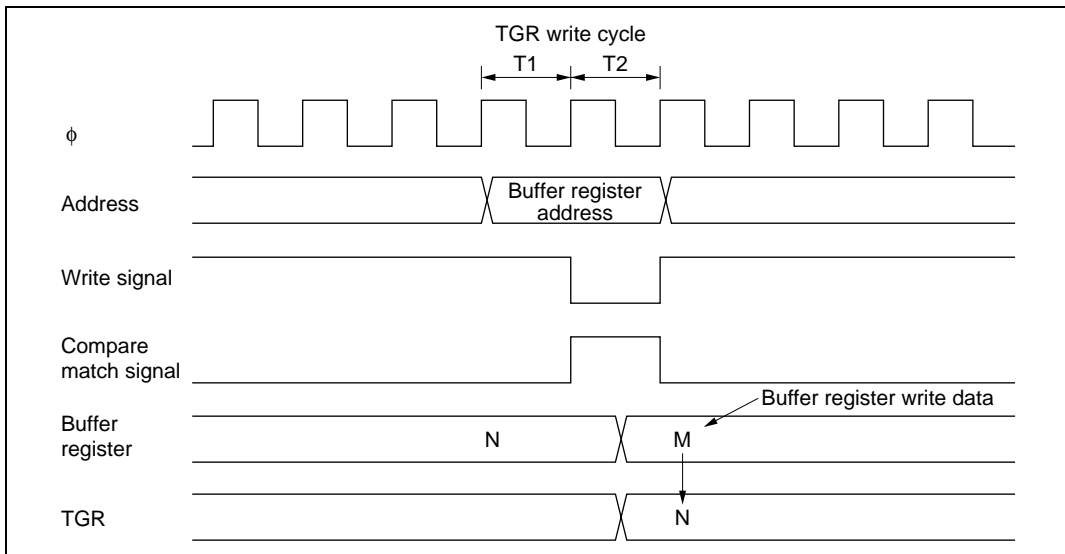 TGR write cycle
T1 T2
ϕ
Address
Buffer register
address
Write signal
Compare
match signal
Buffer register write data
Buffer
register
N M
TGR
N